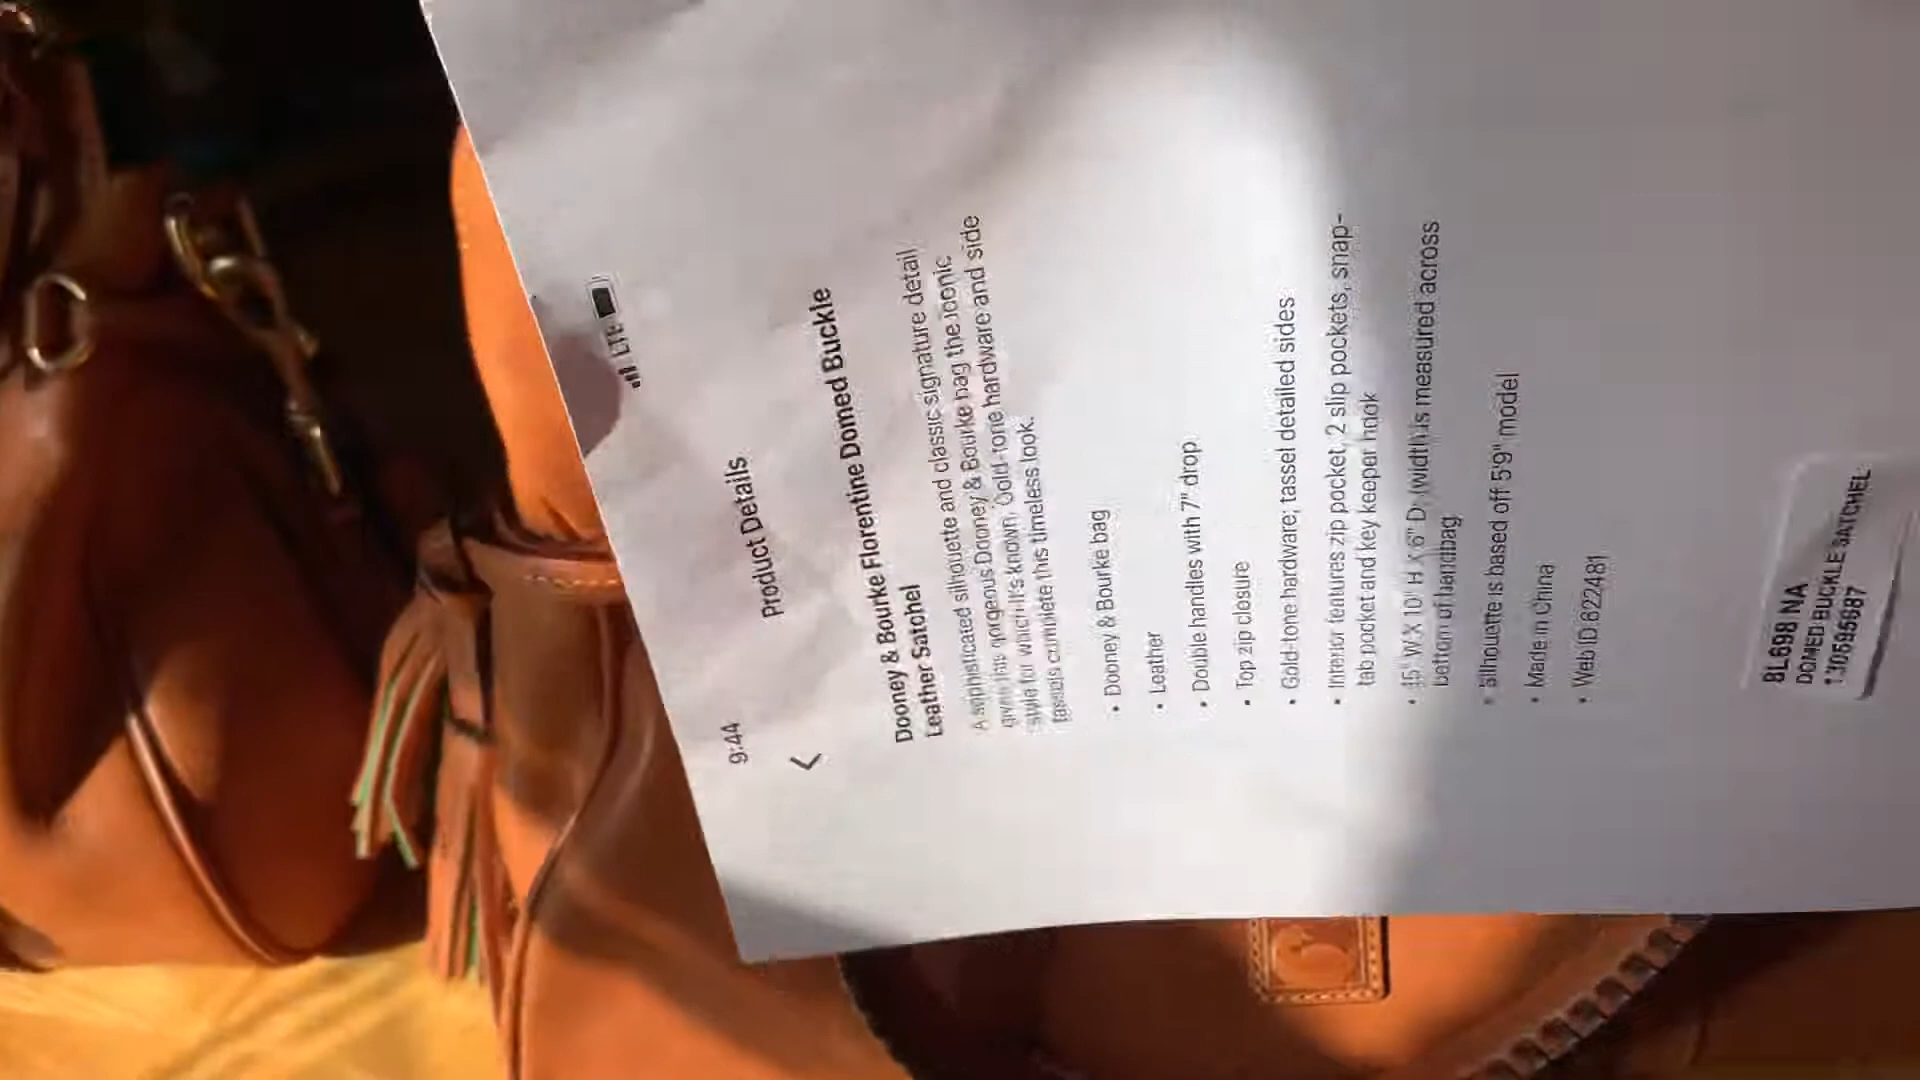 9:44
LTE
Product Details
Dooney & Bourke Florentine Domed Buckle
Leather Satchel
A sophisticated silhouette and classic signature detail
gives this gorgeous Dooney & Bourke bag the iconic
style for which it's known. Gold-tone hardware and side
tassels complete this timeless look.
• Dooney & Bourke bag
• Leather
• Double handles with 7" drop
• Top zip closure
• Gold-tone hardware; tassel detailed sides
• Interior features zip pocket, 2 slip pockets, snap-
tab pocket and key keeper hook
• 15" W X 10" H X 6" D (width is measured across
bottom of handbag
• Silhouette is based off 5'9" model
• Made in China
• Web ID 622481
8L698 NA
DOMED BUCKLE SATCHEL